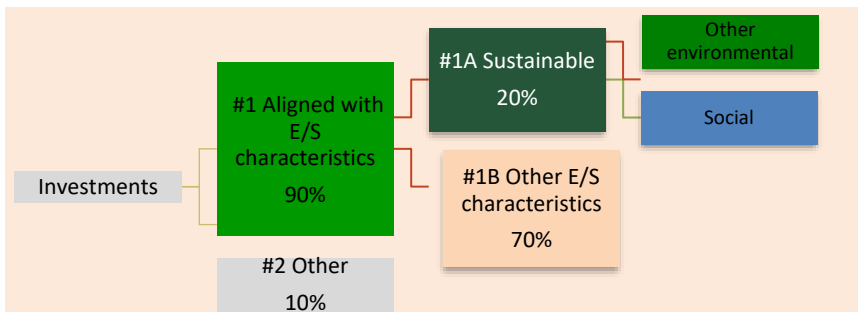 Investments
#1 Aligned with
E/S
characteristics
90%
#2 Other
10%
#1A Sustainable
20%
#1B Other E/S
characteristics
70%
Other
environmental
Social